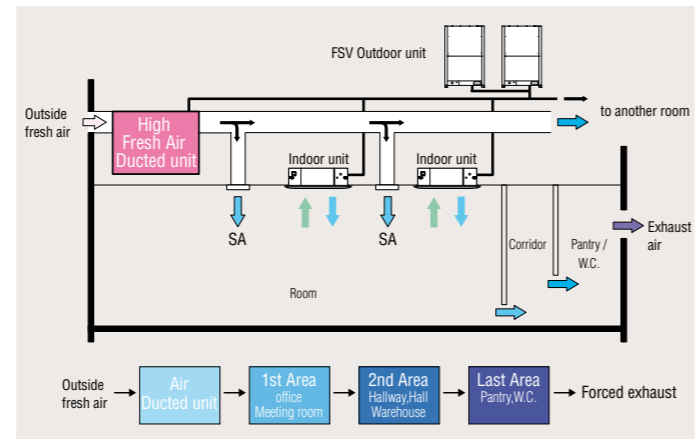 FSV Outdoor unit
Outside
fresh air
High
Fresh Air
Ducted unit
to another room
Indoor unit
Indoor unit
SA
SA
Corridor
Pantry /
W.C.
Exhaust
air
Room
Outside
fresh air
Air
Ducted unit
1st Area
office
Meeting room
2nd Area
Hallway,Hall
Warehouse
Last Area
Pantry,W.C.
Forced exhaust